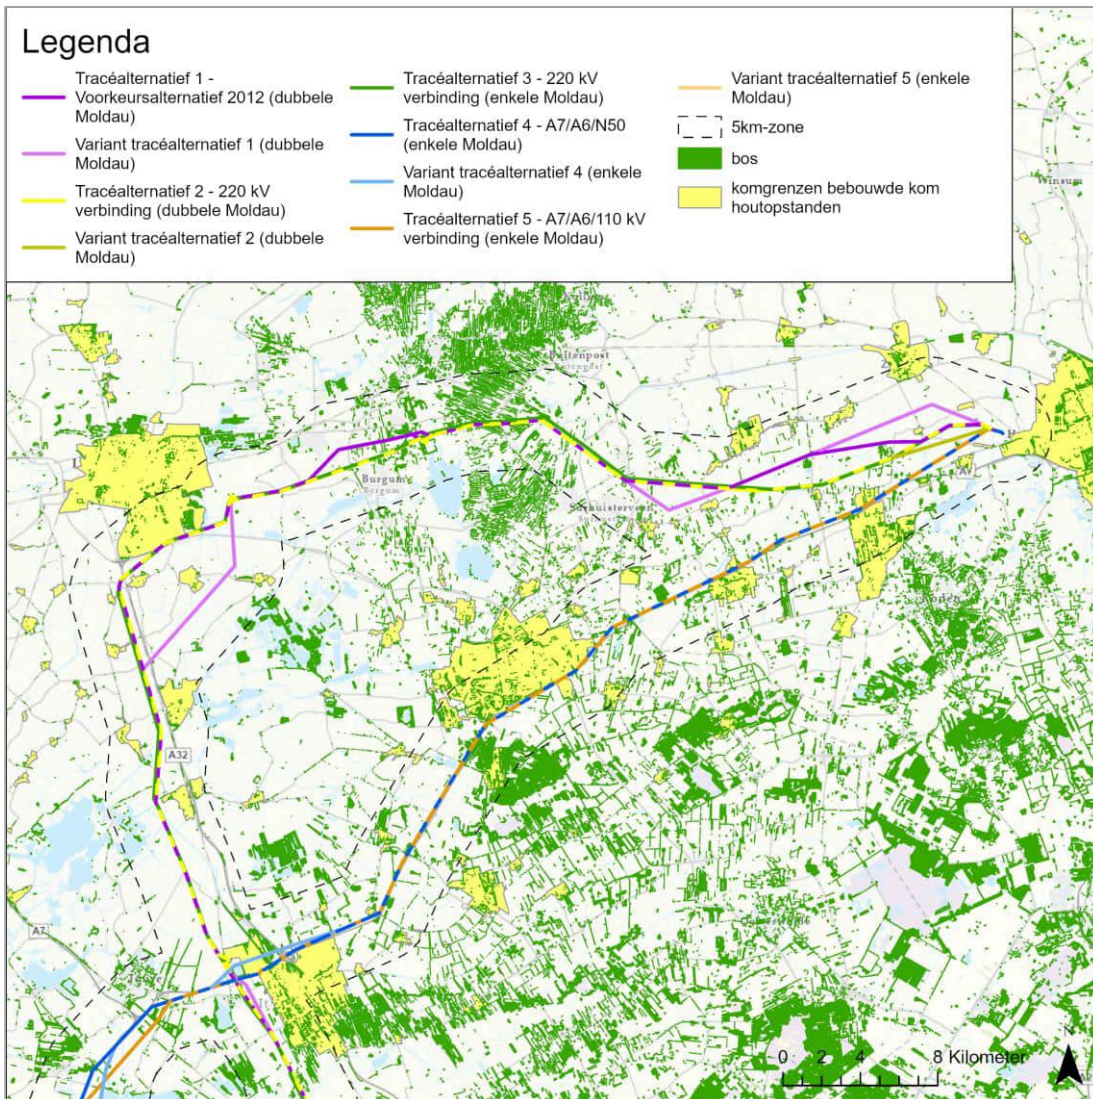 Legenda
Tracéalternatief 1 -
Voorkeursalternatief 2012 (dubbele
Moldau)
Variant tracéalternatief 1 (dubbele
Moldau)
Tracéalternatief 2 - 220 kV
verbinding (dubbele Moldau)
Variant tracéalternatief 2 (dubbele
Moldau)
Tracéalternatief 3 - 220 kV
verbinding (enkele Moldau)
Tracéalternatief 4 - A7/A6/N50
(enkele Moldau)
Variant tracéalternatief 4 (enkele
Moldau)
Tracéalternatief 5 - A7/A6/110 kV
verbinding (enkele Moldau)
Variant tracéalternatief 5 (enkele
Moldau)
5km-zone
bos
komgrenzen bebouwde kom
houtopstanden
Winsum
Buitenpost
Burgum
Bergum
Surhuisterveen
Roden
A32
A7
0 2 4 8 Kilometer